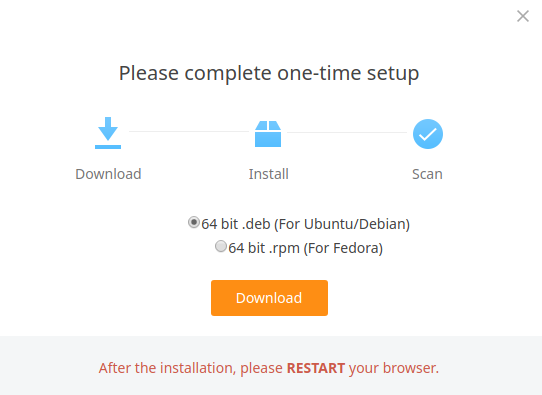 Please complete one-time setup
Download
Install
Scan
64 bit .deb (For Ubuntu/Debian)
64 bit .rpm (For Fedora)
Download
After the installation, please RESTART your browser.